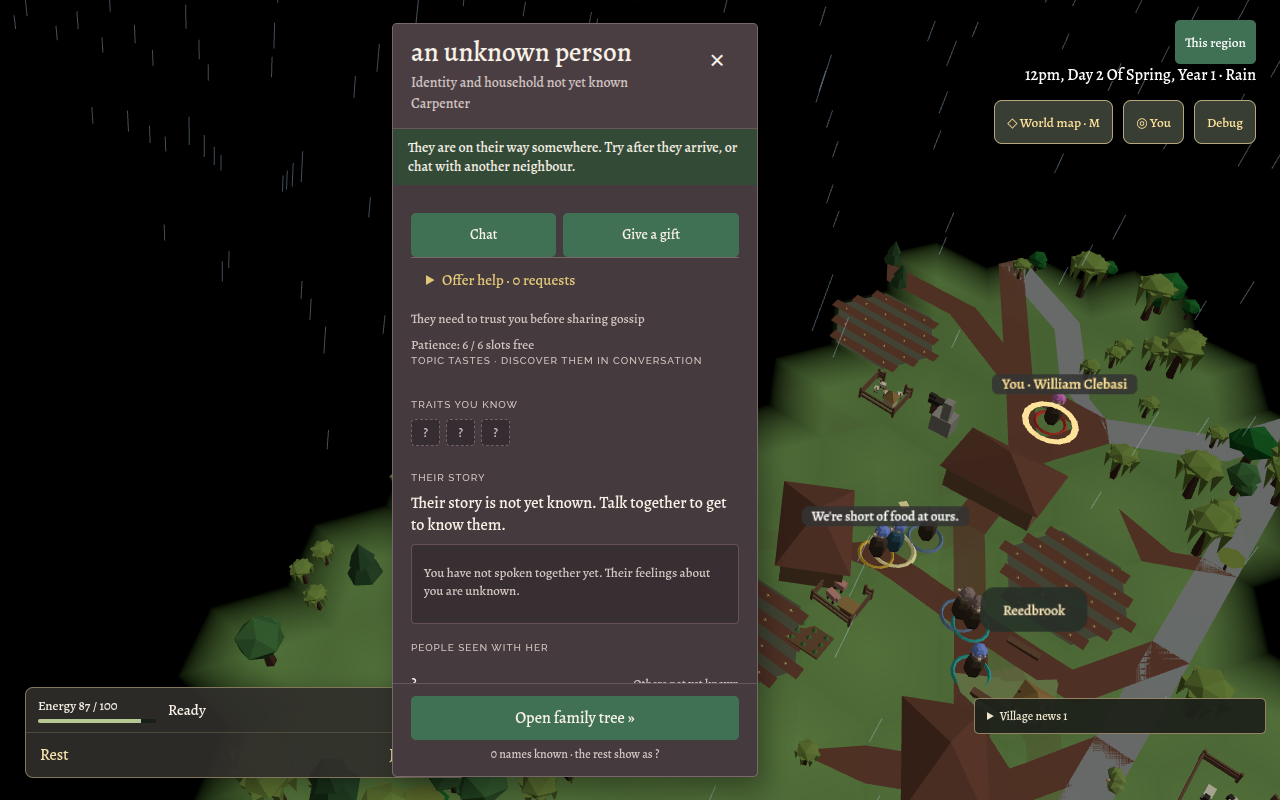 an unknown person
✕
Identity and household not yet known
Carpenter
They are on their way somewhere. Try after they arrive, or
chat with another neighbour.
Chat
Give a gift
▶ Offer help · 0 requests
They need to trust you before sharing gossip
Patience: 6 / 6 slots free
TOPIC TASTES · DISCOVER THEM IN CONVERSATION
TRAITS YOU KNOW
? ? ?
THEIR STORY
Their story is not yet known. Talk together to get
to know them.
You have not spoken together yet. Their feelings about
you are unknown.
PEOPLE SEEN WITH HER
Others not yet known
Open family tree »
0 names known · the rest show as ?
This region
12pm, Day 2 Of Spring, Year 1 · Rain
◇ World map · M
◎ You
Debug
You · William Clebasi
We're short of food at ours.
Reedbrook
▶ Village news 1
Energy 87 / 100
Ready
Rest